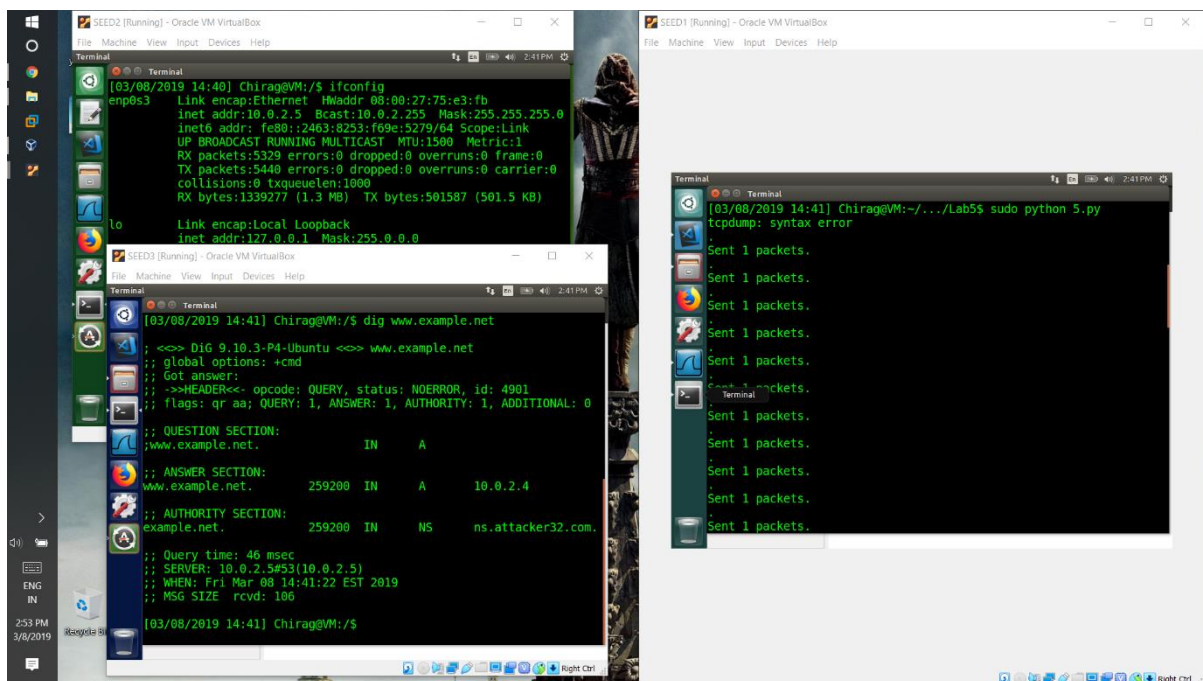 SEED2 [Running] - Oracle VM VirtualBox
File Machine View Input Devices Help
Terminal
2:41 PM
Terminal
[03/08/2019 14:40] Chirag@VM:/$ ifconfig
enp0s3 Link encap:Ethernet HWaddr 08:00:27:75:e3:fb
inet addr:10.0.2.5 Bcast:10.0.2.255 Mask:255.255.255.0
inet6 addr: fe80::2463:8253:f69e:5279/64 Scope:Link
UP BROADCAST RUNNING MULTICAST MTU:1500 Metric:1
RX packets:5329 errors:0 dropped:0 overruns:0 frame:0
TX packets:5440 errors:0 dropped:0 overruns:0 carrier:0
collisions:0 txqueuelen:1000
RX bytes:1339277 (1.3 MB) TX bytes:501587 (501.5 KB)
lo Link encap:Local Loopback
inet addr:127.0.0.1 Mask:255.0.0.0
SEED3 [Running] - Oracle VM VirtualBox
File Machine View Input Devices Help
Terminal
En 2:41 PM
Terminal
[03/08/2019 14:41] Chirag@VM:/$ dig www.example.net
; <<>> DiG 9.10.3-P4-Ubuntu <<>> www.example.net
;; global options: +cmd
;; Got answer:
;; ->>HEADER<<- opcode: QUERY, status: NOERROR, id: 4901
;; flags: qr aa; QUERY: 1, ANSWER: 1, AUTHORITY: 1, ADDITIONAL: 0
;; QUESTION SECTION:
;www.example.net. IN A
;; ANSWER SECTION:
www.example.net. 259200 IN A 10.0.2.4
;; AUTHORITY SECTION:
example.net. 259200 IN NS ns.attacker32.com.
;; Query time: 46 msec
;; SERVER: 10.0.2.5#53(10.0.2.5)
;; WHEN: Fri Mar 08 14:41:22 EST 2019
;; MSG SIZE rcvd: 106
[03/08/2019 14:41] Chirag@VM:/$
Right Ctrl
ENG
IN
2:53 PM
3/8/2019
Recycle
SEED1 [Running] - Oracle VM VirtualBox
File Machine View Input Devices Help
Terminal
2:41 PM
Terminal
[03/08/2019 14:41] Chirag@VM:~/.../Lab5$ sudo python 5.py
tcpdump: syntax error
.
Sent 1 packets.
.
Sent 1 packets.
.
Sent 1 packets.
.
Sent 1 packets.
.
Sent 1 packets.
.
Sent 1 packets.
Terminal
.
Sent 1 packets.
.
Sent 1 packets.
.
Sent 1 packets.
.
Sent 1 packets.
.
Sent 1 packets.
Right Ctrl